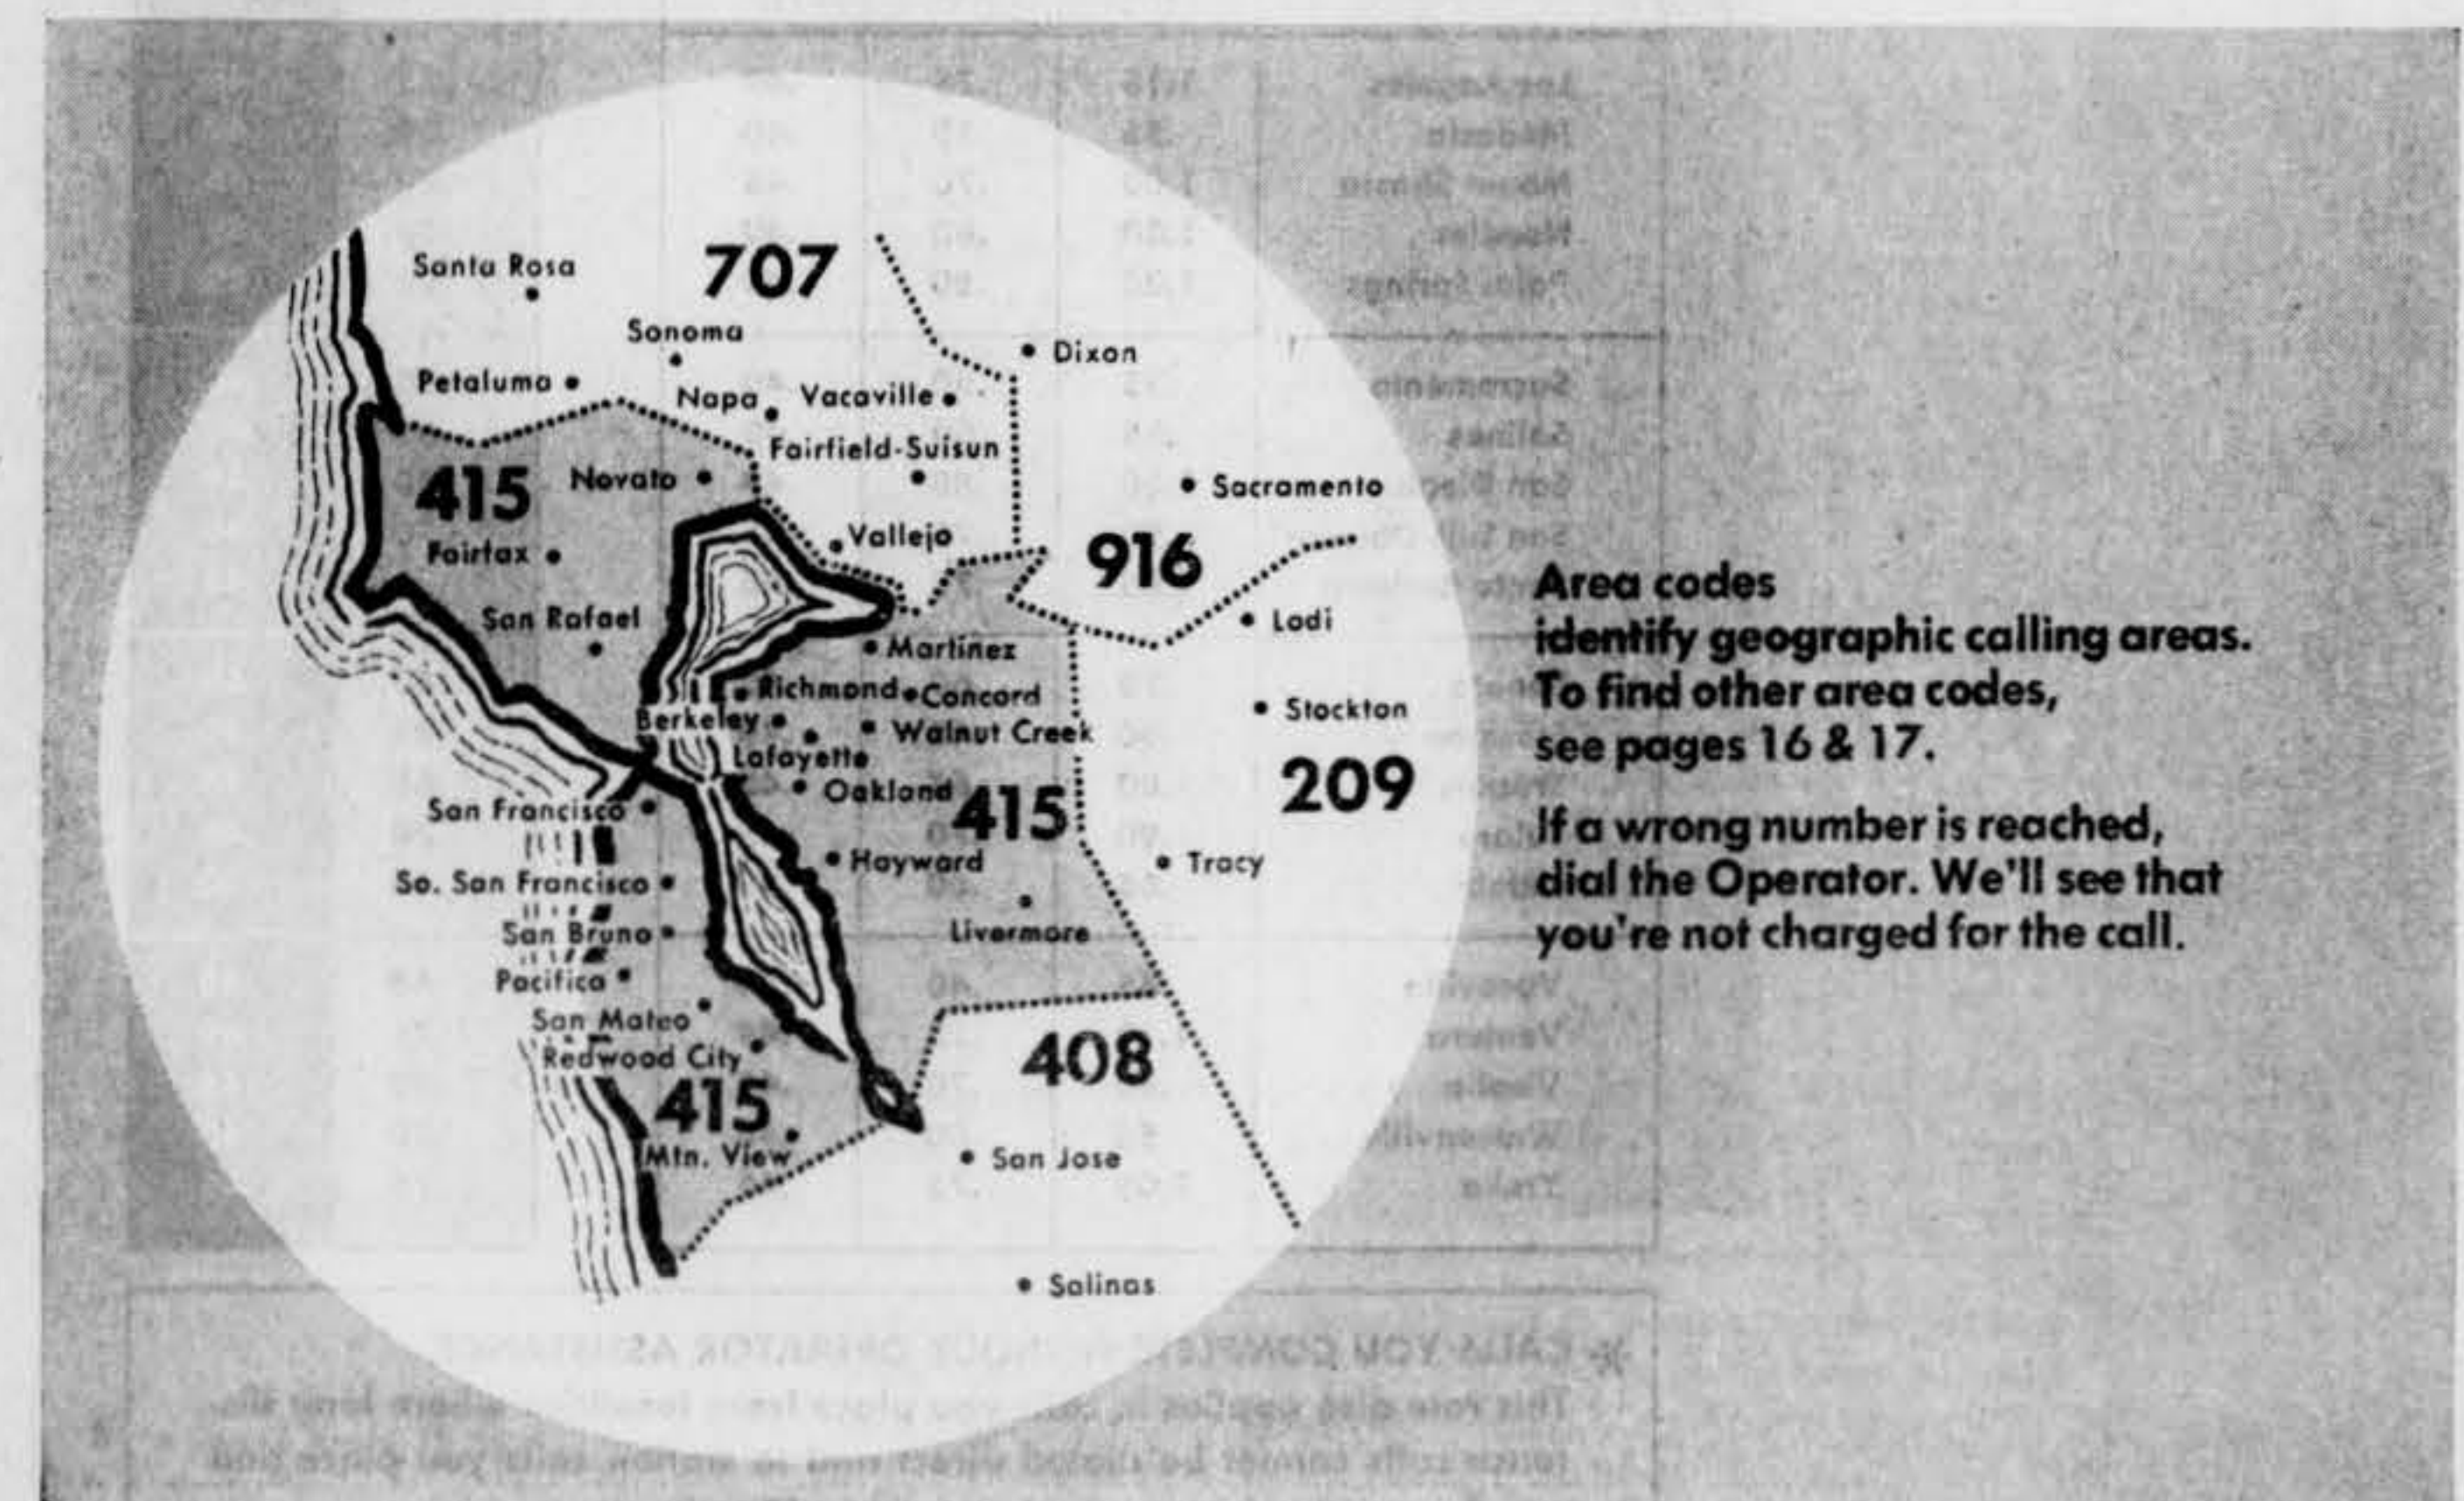 Santa Rosa
707
Sonoma
Dixon
Petaluma
Napa
Vacaville
Fairfield-Suisun
415
Novato
Sacramento
Vallejo
916
Fairfax
San Rafael
Lodi
Martinez
Richmond
Concord
Berkeley
Walnut Creek
Stockton
Lafayette
Oakland
415
209
San Francisco
Hayward
Tracy
So. San Francisco
Livermore
San Bruno
Pacifica
San Mateo
Redwood City
408
415
Mtn. View
San Jose
Salinas
Area codes
identify geographic calling areas.
To find other area codes,
see pages 16 & 17.
If a wrong number is reached,
dial the Operator. We'll see that
you're not charged for the call.